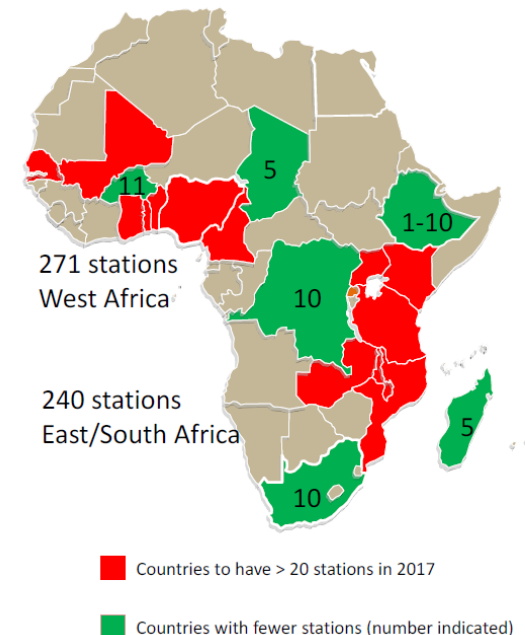 5
11
1-10
271 stations
West Africa
10
240 stations
East/South Africa
5
10
Countries to have > 20 stations in 2017
Countries with fewer stations (number indicated)